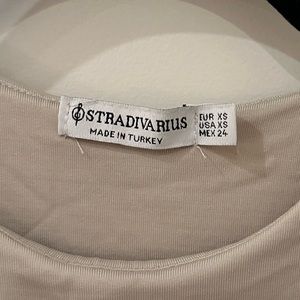 STRADIVARIUS
MADE IN TURKEY
EUR XS
USA XS
MEX 24